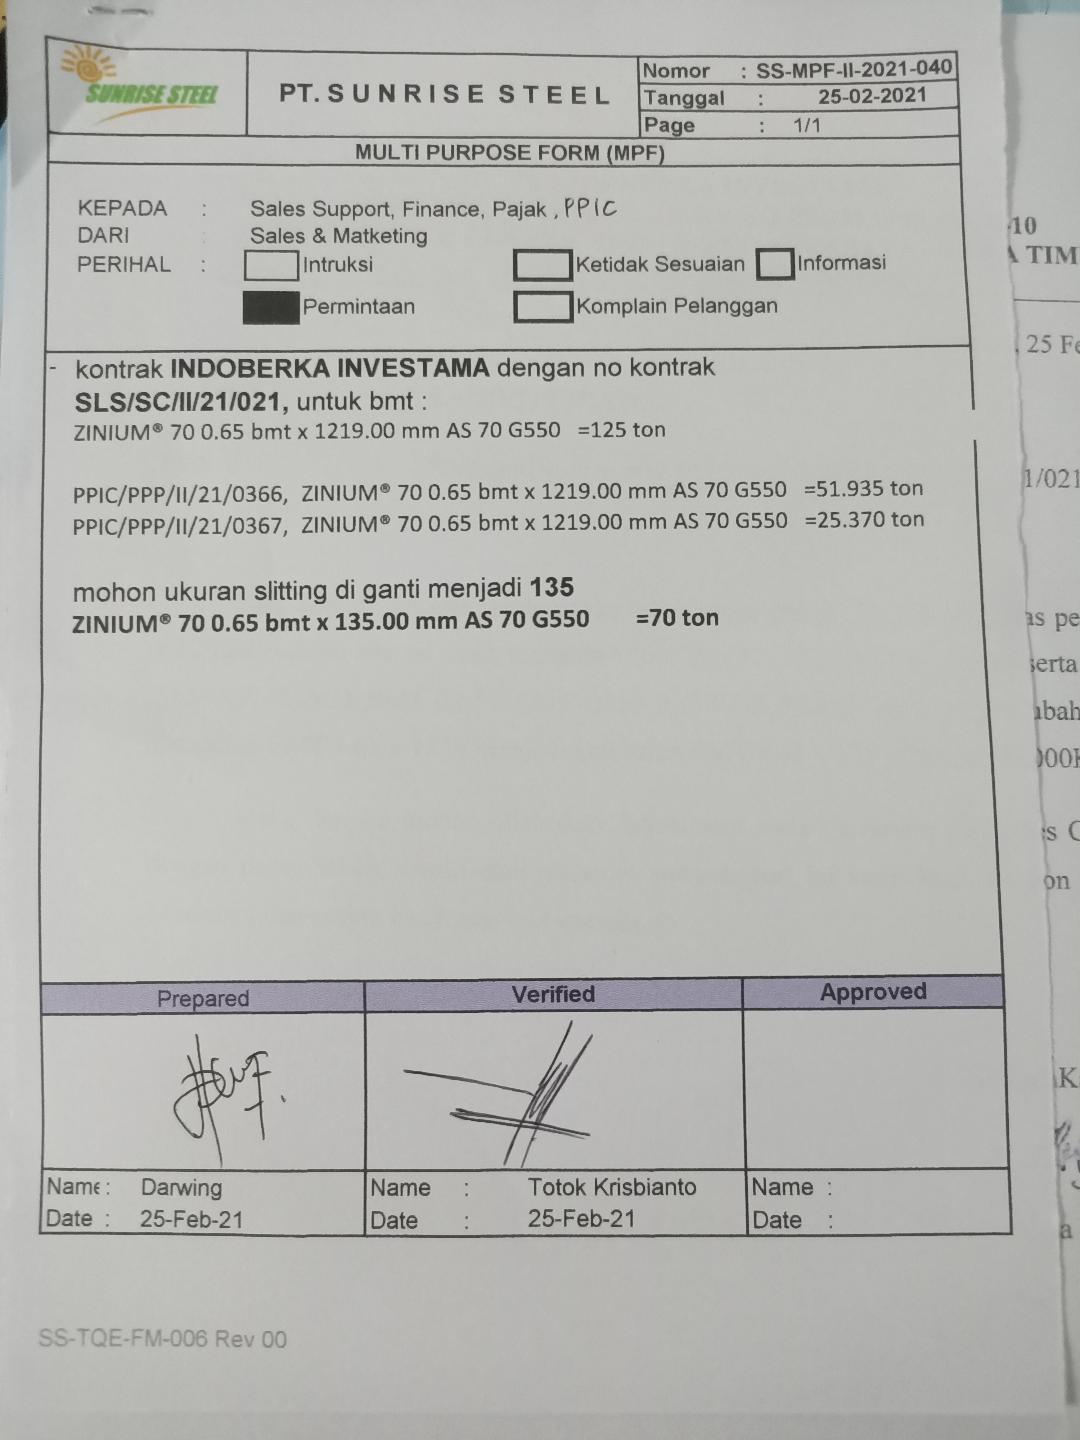 SUNRISE STEEL
PT. SUNRISE STEEL
Nomor : SS-MPF-II-2021-040
Tanggal : 25-02-2021
Page : 1/1
MULTI PURPOSE FORM (MPF)
KEPADA : Sales Support, Finance, Pajak, PPIC
DARI : Sales & Matketing
PERIHAL : Intruksi Ketidak Sesuaian Informasi
Permintaan Komplain Pelanggan
- kontrak INDOBERKA INVESTAMA dengan no kontrak
SLS/SC/II/21/021, untuk bmt :
ZINIUM® 70 0.65 bmt x 1219.00 mm AS 70 G550 =125 ton
PPIC/PPP/II/21/0366, ZINIUM® 70 0.65 bmt x 1219.00 mm AS 70 G550 =51.935 ton
PPIC/PPP/II/21/0367, ZINIUM® 70 0.65 bmt x 1219.00 mm AS 70 G550 =25.370 ton
mohon ukuran slitting di ganti menjadi 135
ZINIUM® 70 0.65 bmt x 135.00 mm AS 70 G550 =70 ton
Prepared Verified Approved
Name : Darwing Name : Totok Krisbianto Name :
Date : 25-Feb-21 Date : 25-Feb-21 Date :
SS-TQE-FM-006 Rev 00
-10
A TIM
, 25 Fe
1/021
as pe
serta
ubah
000K
s C
on
K
a